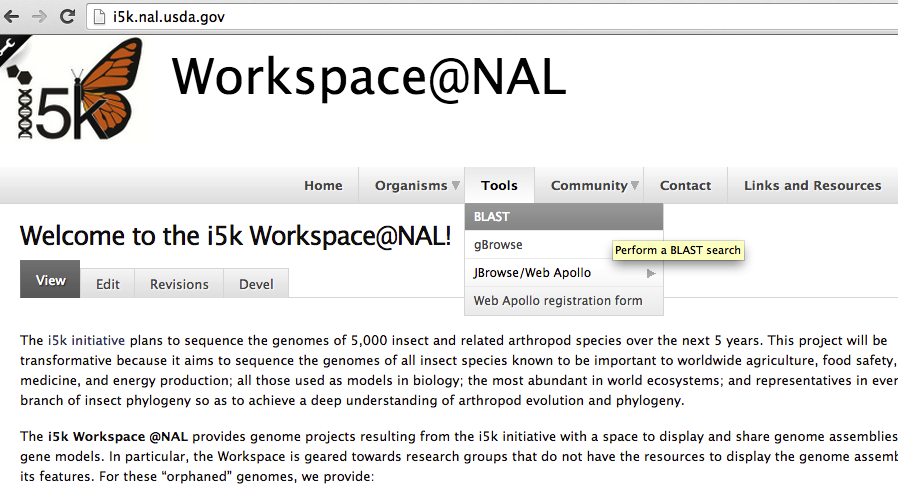 i5k.nal.usda.gov
i5k
Workspace@NAL
Home Organisms Tools Community Contact Links and Resources
BLAST
gBrowse
Perform a BLAST search
JBrowse/Web Apollo
Web Apollo registration form
Welcome to the i5k Workspace@NAL!
View Edit Revisions Devel
The i5k initiative plans to sequence the genomes of 5,000 insect and related arthropod species over the next 5 years. This project will be
transformative because it aims to sequence the genomes of all insect species known to be important to worldwide agriculture, food safety,
medicine, and energy production; all those used as models in biology; the most abundant in world ecosystems; and representatives in ever
branch of insect phylogeny so as to achieve a deep understanding of arthropod evolution and phylogeny.
The i5k Workspace @NAL provides genome projects resulting from the i5k initiative with a space to display and share genome assemblies
gene models. In particular, the Workspace is geared towards research groups that do not have the resources to display the genome assemb
its features. For these “orphaned” genomes, we provide: